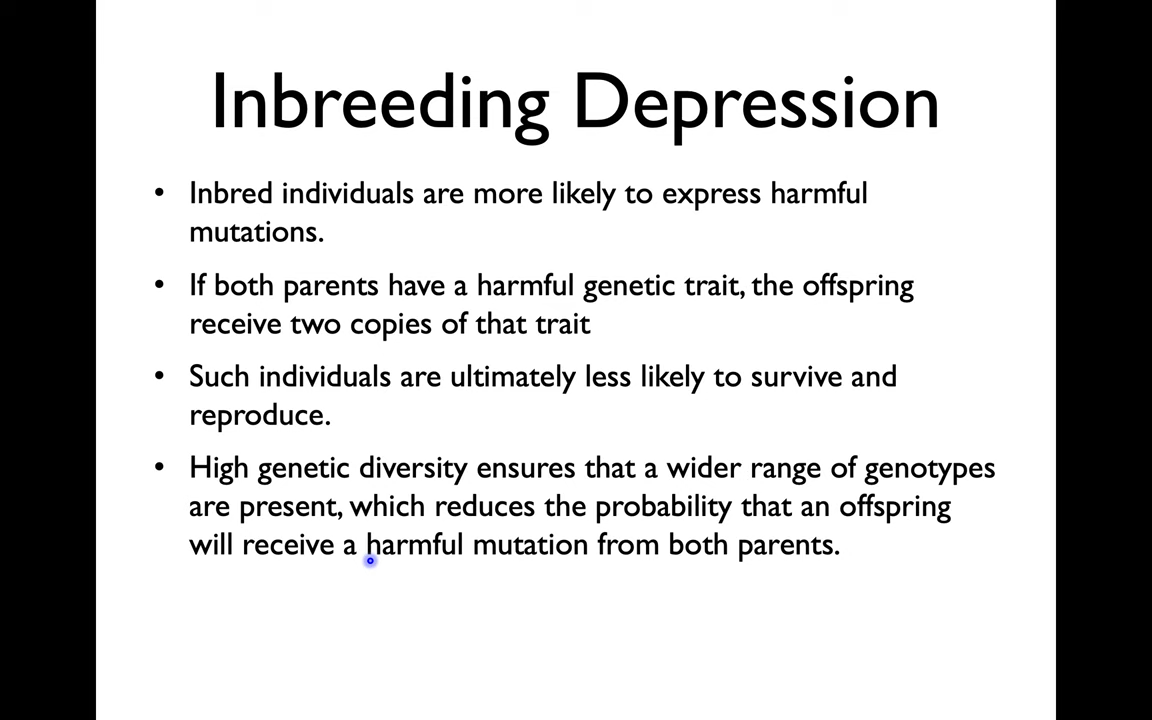 Inbreeding Depression
• Inbred individuals are more likely to express harmful
mutations.
• If both parents have a harmful genetic trait, the offspring
receive two copies of that trait
• Such individuals are ultimately less likely to survive and
reproduce.
• High genetic diversity ensures that a wider range of genotypes
are present, which reduces the probability that an offspring
will receive a harmful mutation from both parents.